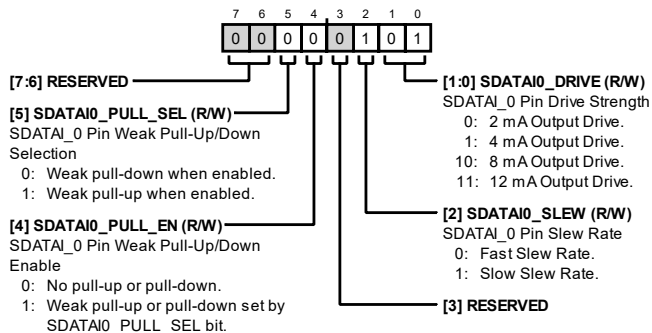 7 6 5 4 3 2 1 0
0 0 0 0 0 1 0 1
[7:6] RESERVED
[5] SDATAI0_PULL_SEL (R/W)
SDATAI_0 Pin Weak Pull-Up/Down
Selection
0: Weak pull-down when enabled.
1: Weak pull-up when enabled.
[4] SDATAI0_PULL_EN (R/W)
SDATAI_0 Pin Weak Pull-Up/Down
Enable
0: No pull-up or pull-down.
1: Weak pull-up or pull-down set by
SDATAI0_PULL_SEL bit.
[1:0] SDATAI0_DRIVE (R/W)
SDATAI_0 Pin Drive Strength
0: 2 mA Output Drive.
1: 4 mA Output Drive.
10: 8 mA Output Drive.
11: 12 mA Output Drive.
[2] SDATAI0_SLEW (R/W)
SDATAI_0 Pin Slew Rate
0: Fast Slew Rate.
1: Slow Slew Rate.
[3] RESERVED